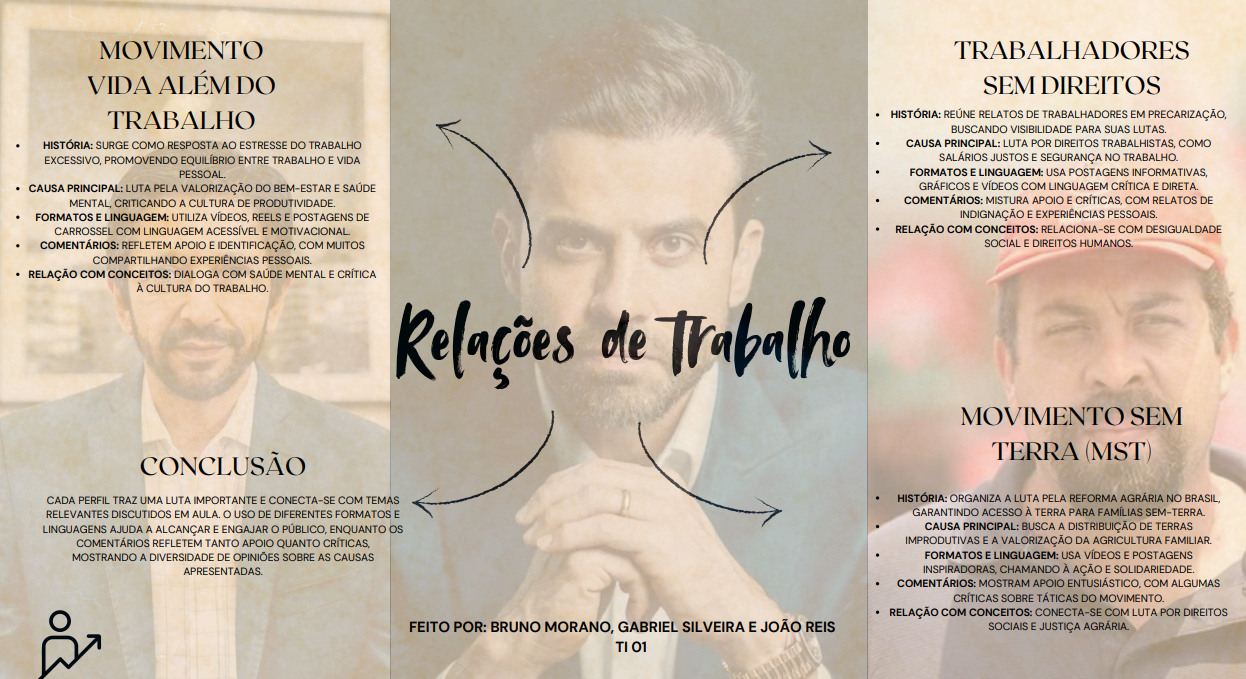 MOVIMENTO
VIDA ALÉM DO
TRABALHO
• HISTÓRIA: SURGE COMO RESPOSTA AO ESTRESSE DO TRABALHO
EXCESSIVO, PROMOVENDO EQUILÍBRIO ENTRE TRABALHO E VIDA
PESSOAL.
• CAUSA PRINCIPAL: LUTA PELA VALORIZAÇÃO DO BEM-ESTAR E SAÚDE
MENTAL, CRITICANDO A CULTURA DE PRODUTIVIDADE.
• FORMATOS E LINGUAGEM: UTILIZA VÍDEOS, REELS E POSTAGENS DE
CARROSSEL COM LINGUAGEM ACESSÍVEL E MOTIVACIONAL.
• COMENTÁRIOS: REFLETEM APOIO E IDENTIFICAÇÃO, COM MUITOS
COMPARTILHANDO EXPERIÊNCIAS PESSOAIS.
• RELAÇÃO COM CONCEITOS: DIALOGA COM SAÚDE MENTAL E CRÍTICA
À CULTURA DO TRABALHO.
CONCLUSÃO
CADA PERFIL TRAZ UMA LUTA IMPORTANTE E CONECTA-SE COM TEMAS
RELEVANTES DISCUTIDOS EM AULA. O USO DE DIFERENTES FORMATOS E
LINGUAGENS AJUDA A ALCANÇAR E ENGAJAR O PÚBLICO, ENQUANTO OS
COMENTÁRIOS REFLETEM TANTO APOIO QUANTO CRÍTICAS,
MOSTRANDO A DIVERSIDADE DE OPINIÕES SOBRE AS CAUSAS
APRESENTADAS.
Relações de Trabalho
FEITO POR: BRUNO MORANO, GABRIEL SILVEIRA E JOÃO REIS
TI 01
TRABALHADORES
SEM DIREITOS
• HISTÓRIA: REÚNE RELATOS DE TRABALHADORES EM PRECARIZAÇÃO,
BUSCANDO VISIBILIDADE PARA SUAS LUTAS.
• CAUSA PRINCIPAL: LUTA POR DIREITOS TRABALHISTAS, COMO
SALÁRIOS JUSTOS E SEGURANÇA NO TRABALHO.
• FORMATOS E LINGUAGEM: USA POSTAGENS INFORMATIVAS,
GRÁFICOS E VÍDEOS COM LINGUAGEM CRÍTICA E DIRETA.
• COMENTÁRIOS: MISTURA APOIO E CRÍTICAS, COM RELATOS DE
INDIGNAÇÃO E EXPERIÊNCIAS PESSOAIS.
• RELAÇÃO COM CONCEITOS: RELACIONA-SE COM DESIGUALDADE
SOCIAL E DIREITOS HUMANOS.
MOVIMENTO SEM
TERRA (MST)
• HISTÓRIA: ORGANIZA A LUTA PELA REFORMA AGRÁRIA NO BRASIL,
GARANTINDO ACESSO À TERRA PARA FAMÍLIAS SEM-TERRA.
• CAUSA PRINCIPAL: BUSCA A DISTRIBUIÇÃO DE TERRAS
IMPRODUTIVAS E A VALORIZAÇÃO DA AGRICULTURA FAMILIAR.
• FORMATOS E LINGUAGEM: USA VÍDEOS E POSTAGENS
INSPIRADORAS, CHAMANDO À AÇÃO E SOLIDARIEDADE.
• COMENTÁRIOS: MOSTRAM APOIO ENTUSIÁSTICO, COM ALGUMAS
CRÍTICAS SOBRE TÁTICAS DO MOVIMENTO.
• RELAÇÃO COM CONCEITOS: CONECTA-SE COM LUTA POR DIREITOS
SOCIAIS E JUSTIÇA AGRÁRIA.